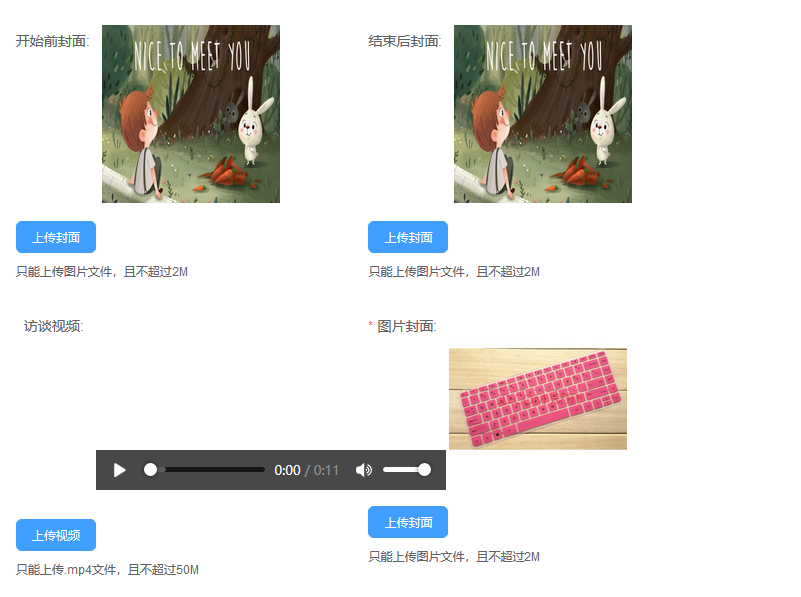 开始前封面:
NICE TO MEET YOU
结束后封面:
NICE TO MEET YOU
上传封面
只能上传图片文件，且不超过2M
上传封面
只能上传图片文件，且不超过2M
访谈视频:
0:00 / 0:11
上传视频
只能上传.mp4文件，且不超过50M
* 图片封面:
上传封面
只能上传图片文件，且不超过2M